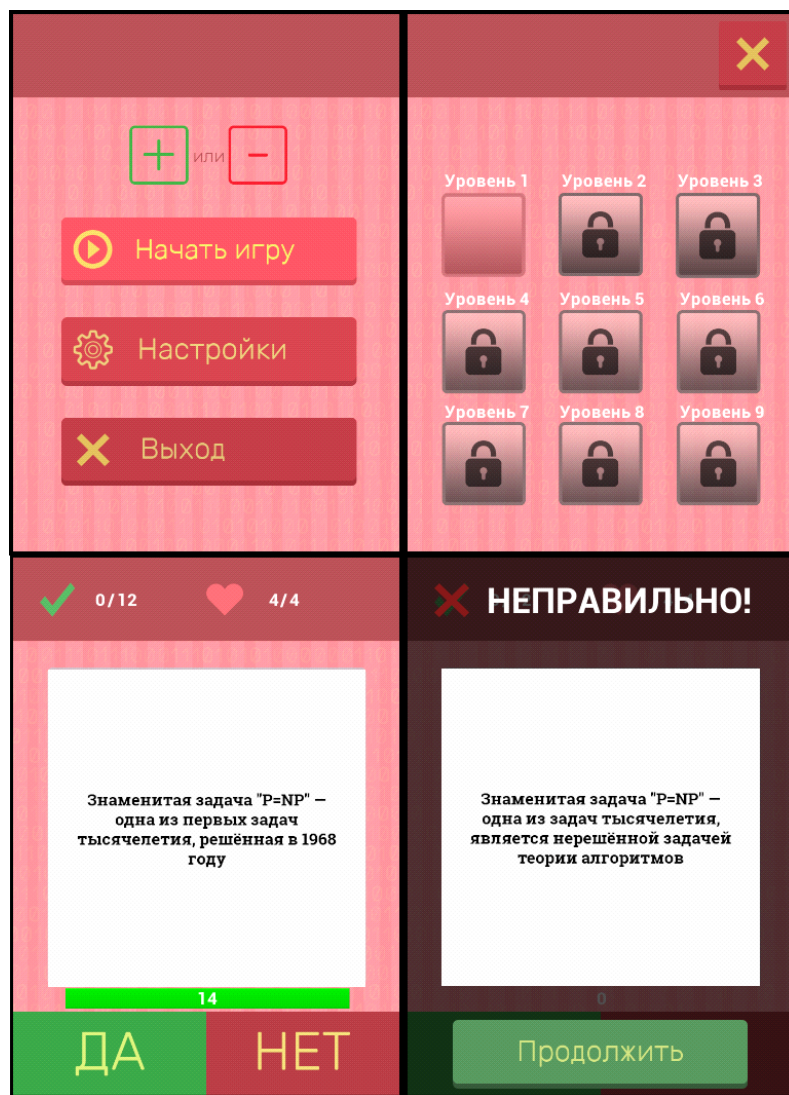 + или −
Начать игру
Настройки
Выход
Уровень 1 Уровень 2 Уровень 3
Уровень 4 Уровень 5 Уровень 6
Уровень 7 Уровень 8 Уровень 9
0/12 4/4
Знаменитая задача "P=NP" —
одна из первых задач
тысячелетия, решённая в 1968
году
14
ДА НЕТ
НЕПРАВИЛЬНО!
Знаменитая задача "P=NP" —
одна из задач тысячелетия,
является нерешённой задачей
теории алгоритмов
0
Продолжить